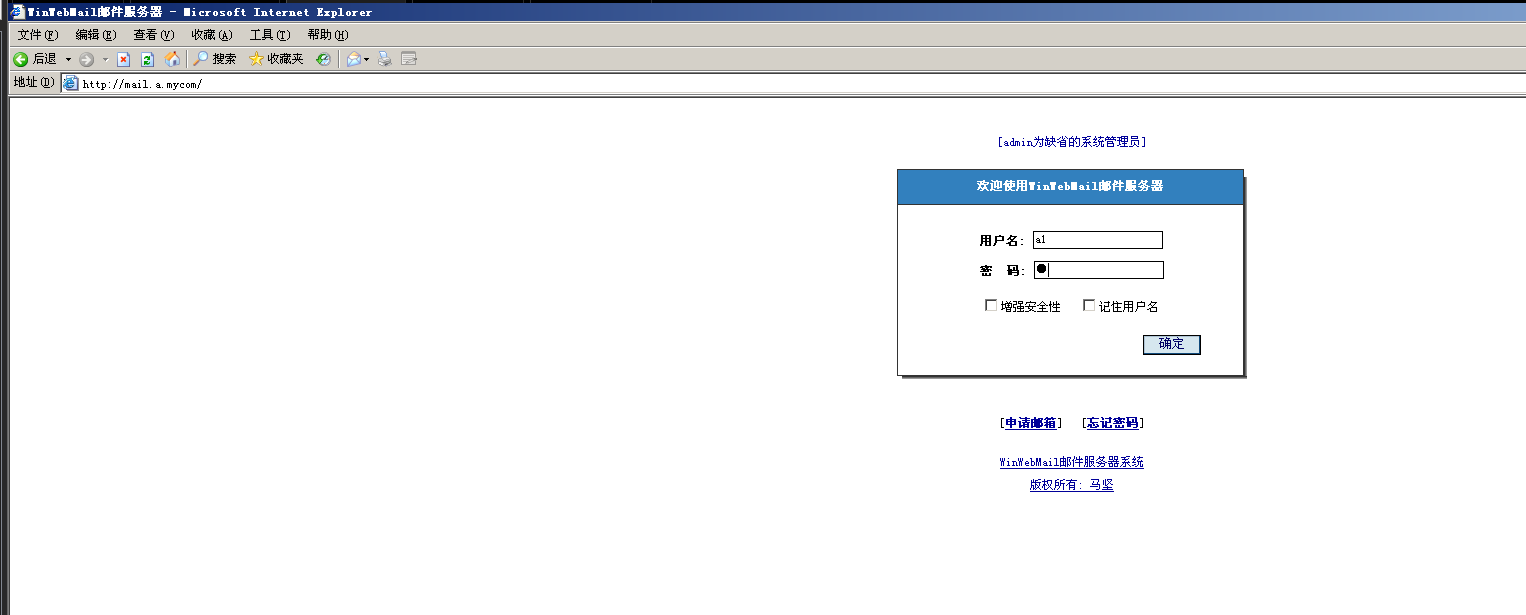 WinWebMail邮件服务器 - Microsoft Internet Explorer
文件(F) 编辑(E) 查看(V) 收藏(A) 工具(T) 帮助(H)
后退 搜索 收藏夹
地址(D) http://mail.a.mycom/
[admin为缺省的系统管理员]
欢迎使用WinWebMail邮件服务器
用户名: a1
密 码: ●
增强安全性 记住用户名
确定
[申请邮箱] [忘记密码]
WinWebMail邮件服务器系统
版权所有: 马坚